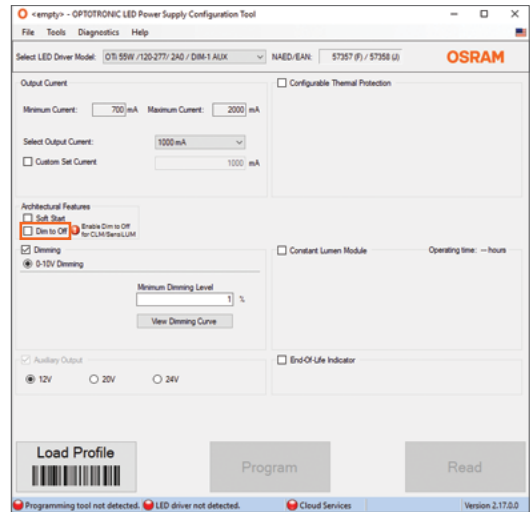 <empty> - OPTOTRONIC LED Power Supply Configuration Tool
File Tools Diagnostics Help
Select LED Driver Model: OTi 55W /120-277/ 2A0 / DIM-1 AUX NAED/EAN: 57357 (F) / 57358 (J) OSRAM
Output Current
Configurable Thermal Protection
Minimum Current: 700 mA Maximum Current: 2000 mA
Select Output Current: 1000 mA
Custom Set Current 1000 mA
Architectural Features
Soft Start
Dim to Off
Enable Dim to Off
for CLM/SensiLUM
Dimming
Constant Lumen Module Operating time: -- hours
0-10V Dimming
Minimum Dimming Level
1 %
View Dimming Curve
Auxiliary Output
End-Of-Life Indicator
12V 20V 24V
Load Profile
Program
Read
Programming tool not detected. LED driver not detected. Cloud Services Version 2.17.0.0